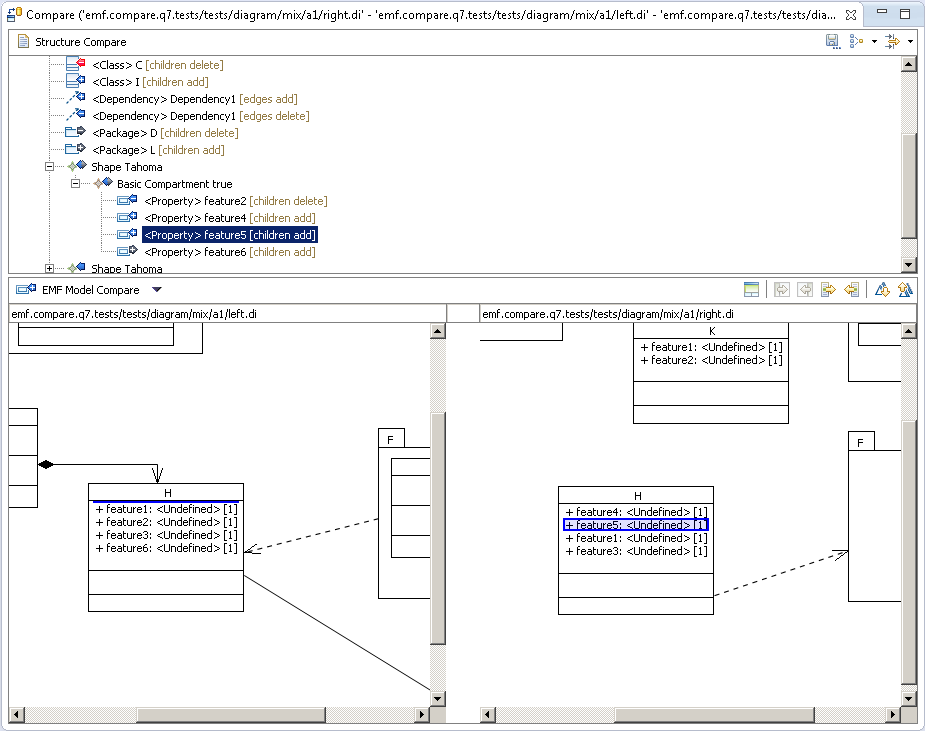 Compare ('emf.compare.q7.tests/tests/diagram/mix/a1/right.di' - 'emf.compare.q7.tests/tests/diagram/mix/a1/left.di' - 'emf.compare.q7.tests/tests/dia...
Structure Compare
<Class> C [children delete]
<Class> I [children add]
<Dependency> Dependency1 [edges add]
<Dependency> Dependency1 [edges delete]
<Package> D [children delete]
<Package> L [children add]
Shape Tahoma
Basic Compartment true
<Property> feature2 [children delete]
<Property> feature4 [children add]
<Property> feature5 [children add]
<Property> feature6 [children add]
Shape Tahoma
EMF Model Compare
emf.compare.q7.tests/tests/diagram/mix/a1/left.di
F
H
+ feature1: <Undefined> [1]
+ feature2: <Undefined> [1]
+ feature3: <Undefined> [1]
+ feature6: <Undefined> [1]
emf.compare.q7.tests/tests/diagram/mix/a1/right.di
K
+ feature1: <Undefined> [1]
+ feature2: <Undefined> [1]
F
H
+ feature4: <Undefined> [1]
+ feature5: <Undefined> [1]
+ feature1: <Undefined> [1]
+ feature3: <Undefined> [1]